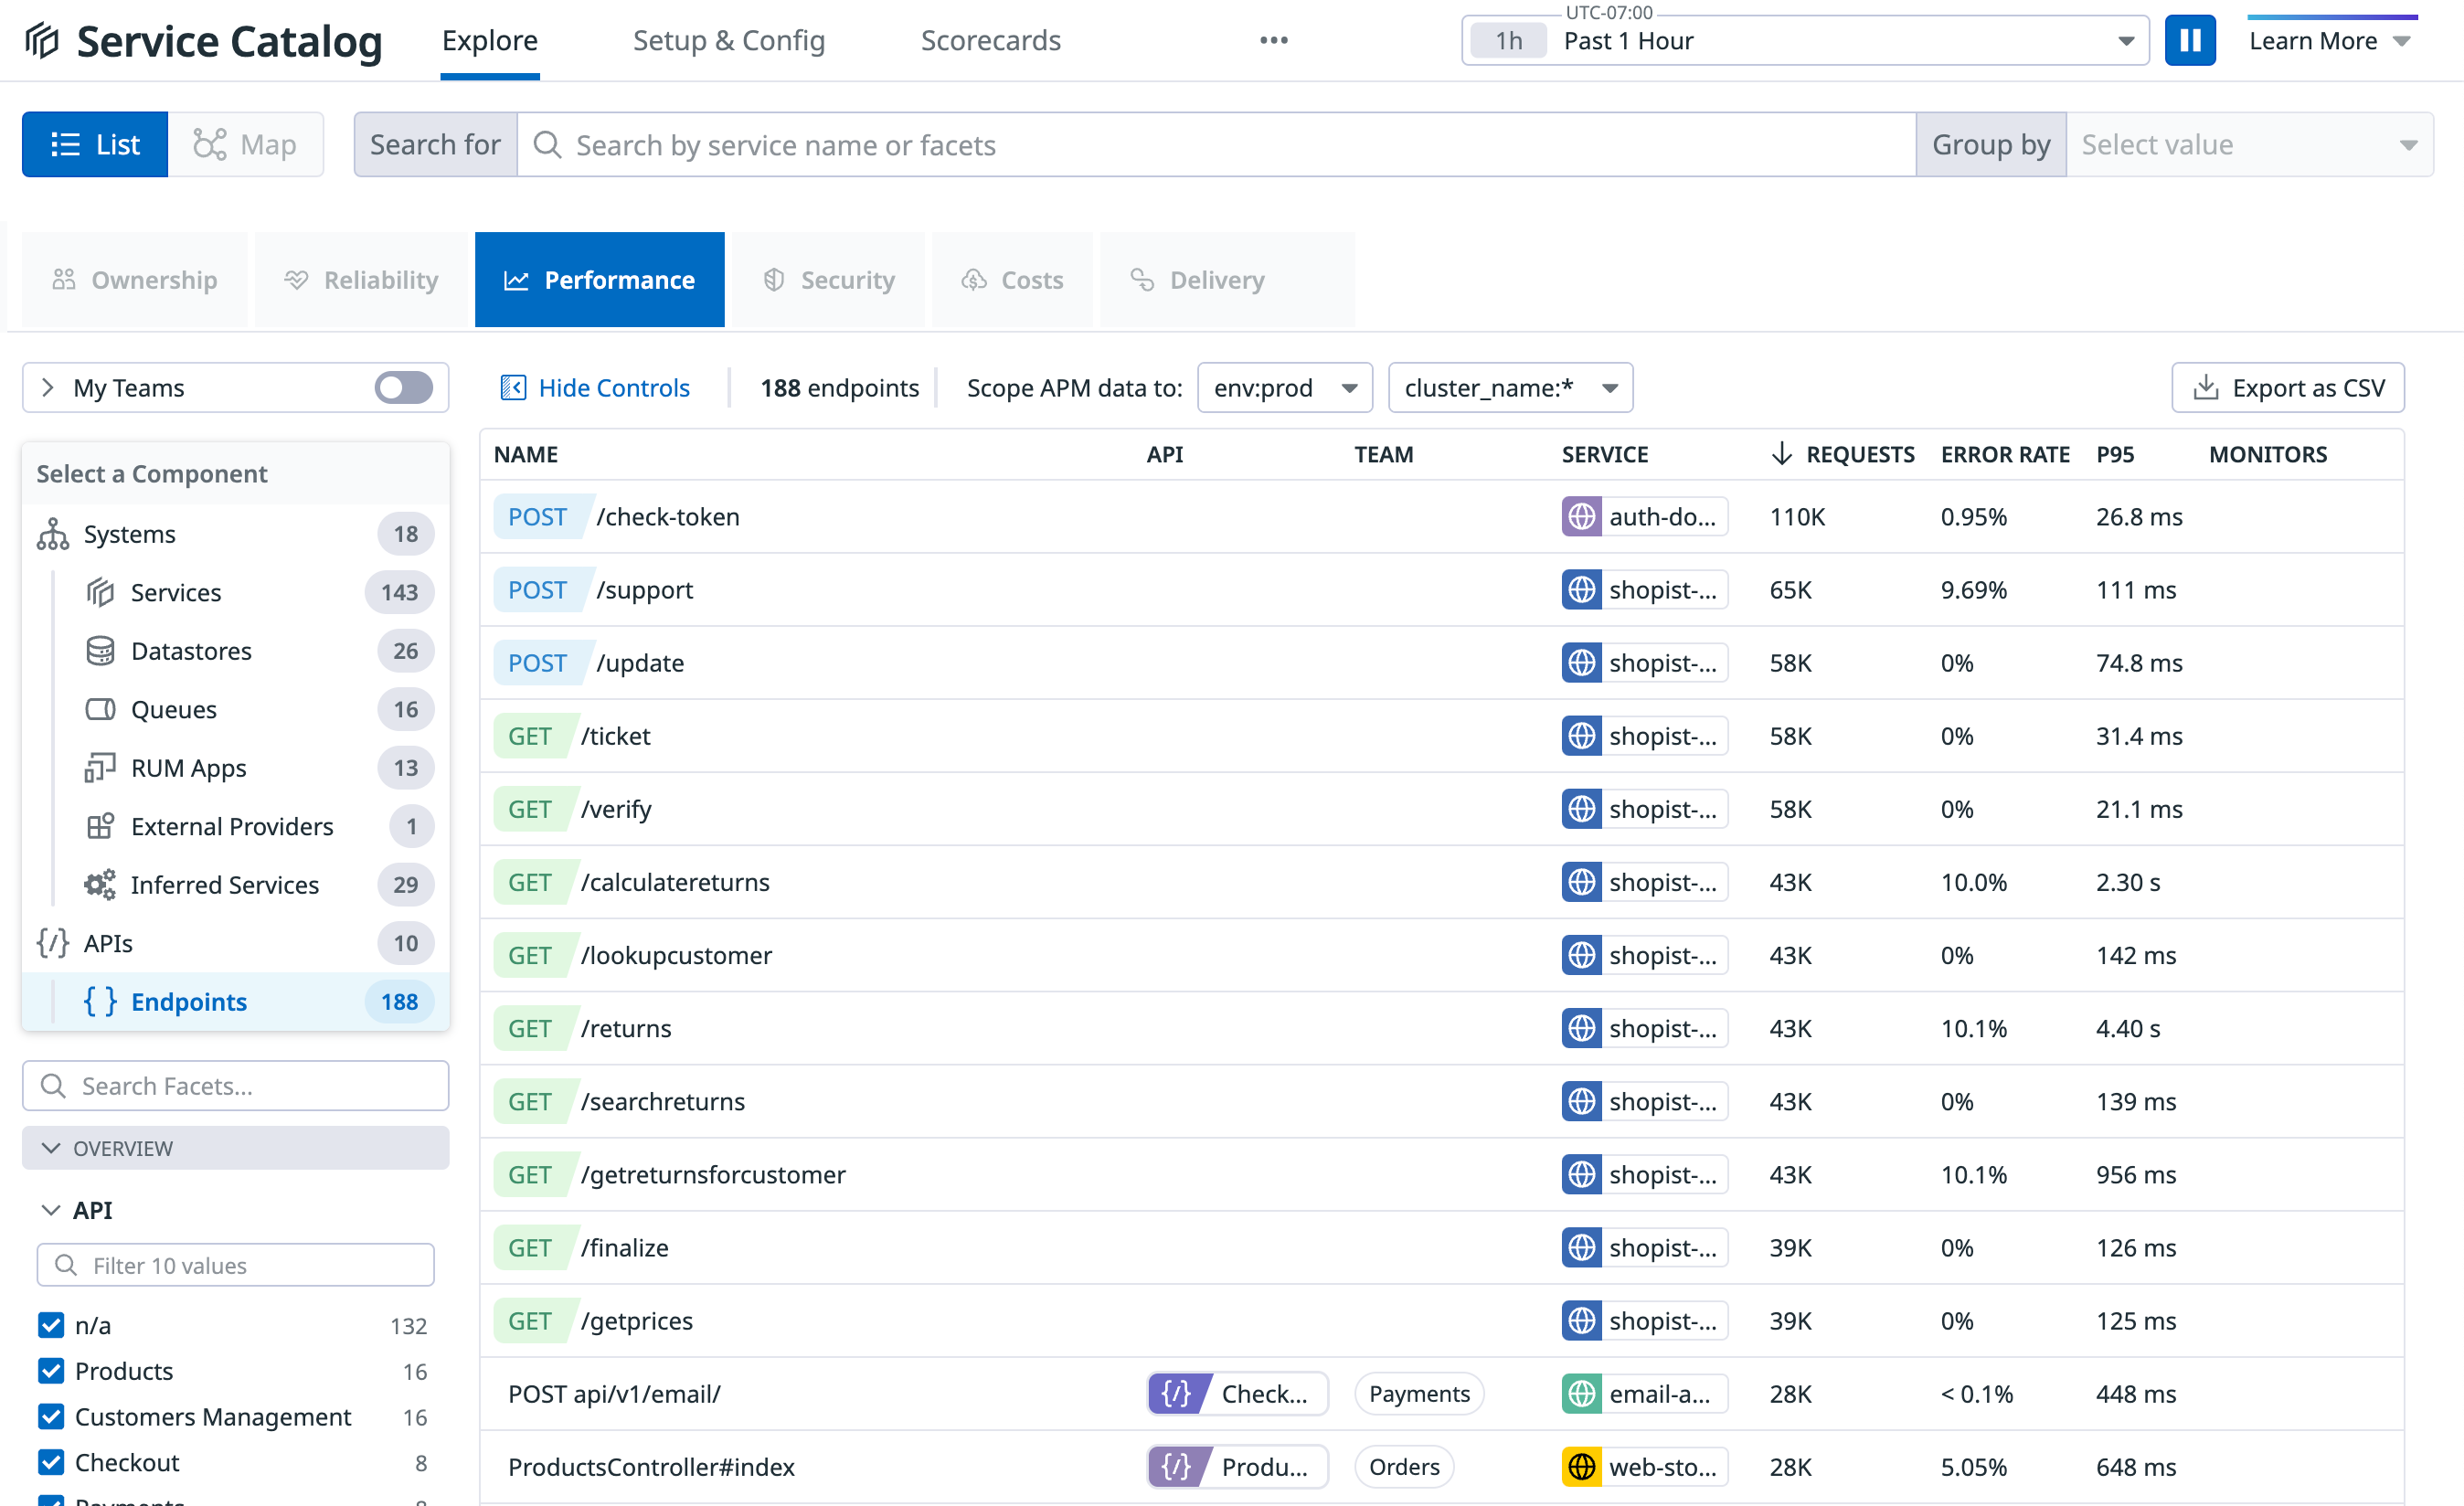 UTC-07:00
Service Catalog Explore Setup & Config Scorecards ••• 1h Past 1 Hour Learn More
List Map Search for Search by service name or facets Group by Select value
Ownership Reliability Performance Security Costs Delivery
My Teams Hide Controls 188 endpoints Scope APM data to: env:prod cluster_name:* Export as CSV
Select a Component
Systems 18
Services 143
Datastores 26
Queues 16
RUM Apps 13
External Providers 1
Inferred Services 29
APIs 10
Endpoints 188
Search Facets...
OVERVIEW
API
Filter 10 values
n/a 132
Products 16
Customers Management 16
Checkout 8
NAME API TEAM SERVICE REQUESTS ERROR RATE P95 MONITORS
POST /check-token auth-do... 110K 0.95% 26.8 ms
POST /support shopist-... 65K 9.69% 111 ms
POST /update shopist-... 58K 0% 74.8 ms
GET /ticket shopist-... 58K 0% 31.4 ms
GET /verify shopist-... 58K 0% 21.1 ms
GET /calculatereturns shopist-... 43K 10.0% 2.30 s
GET /lookupcustomer shopist-... 43K 0% 142 ms
GET /returns shopist-... 43K 10.1% 4.40 s
GET /searchreturns shopist-... 43K 0% 139 ms
GET /getreturnsforcustomer shopist-... 43K 10.1% 956 ms
GET /finalize shopist-... 39K 0% 126 ms
GET /getprices shopist-... 39K 0% 125 ms
POST api/v1/email/ Check... Payments email-a... 28K < 0.1% 448 ms
ProductsController#index Produ... Orders web-sto... 28K 5.05% 648 ms